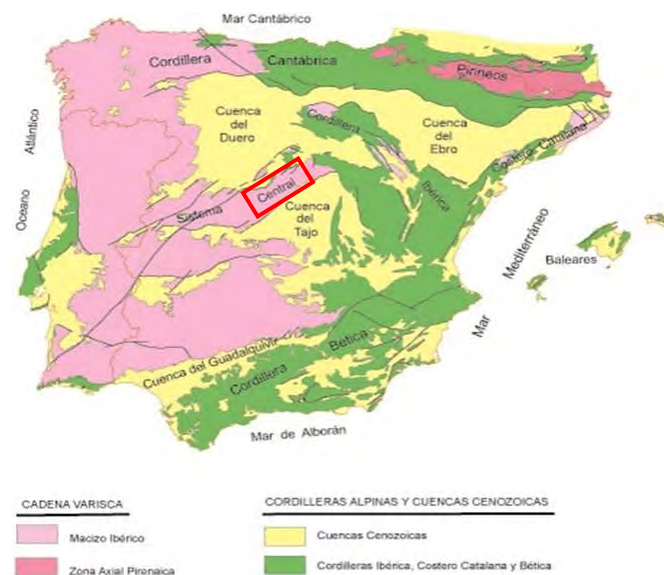 Mar Cantábrico
Cordillera Cantábrica
Pirineos
Atlántico
Oceano
Cuenca
del
Duero
Cordillera
Ibérica
Cuenca
del
Ebro
Costero Catalana
Sistema Central
Cuenca
del
Tajo
Mediterráneo
Mar
Baleares
Cuenca del Guadalquivir
Cordillera Bética
Mar de Alborán
CADENA VARISCA
Macizo Ibérico
Zona Axial Pirenaica
CORDILLERAS ALPINAS Y CUENCAS CENOZOICAS
Cuencas Cenozoicas
Cordilleras Ibérica, Costero Catalana y Bética